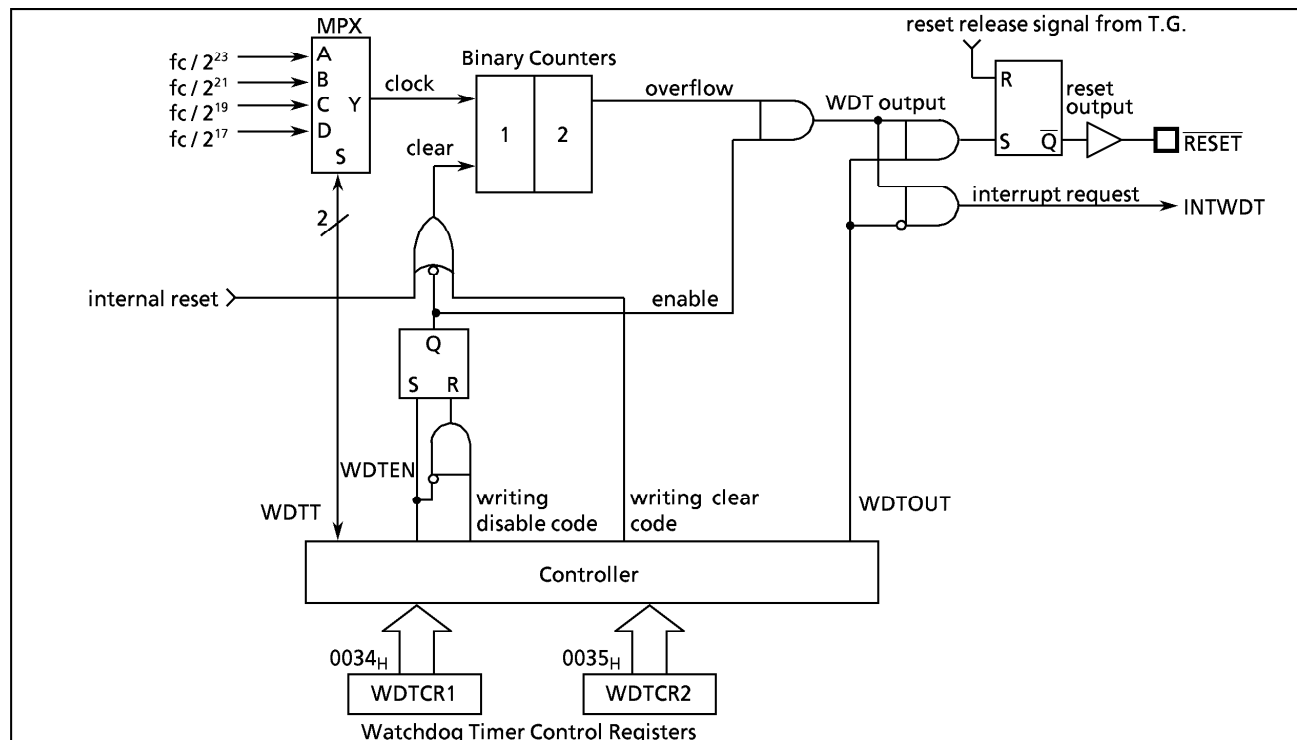 MPX
reset release signal from T.G.
fc / 2²³
fc / 2²¹
fc / 2¹⁹
fc / 2¹⁷
A
B
C
D
Y
S
clock
clear
Binary Counters
1
2
overflow
WDT output
R
S
Q̅
reset
output
R̅E̅S̅E̅T̅
interrupt request
INTWDT
2
internal reset
enable
Q
S
R
WDTEN
WDTT
writing
disable code
writing clear
code
WDTOUT
Controller
0034H
0035H
WDTCR1
WDTCR2
Watchdog Timer Control Registers